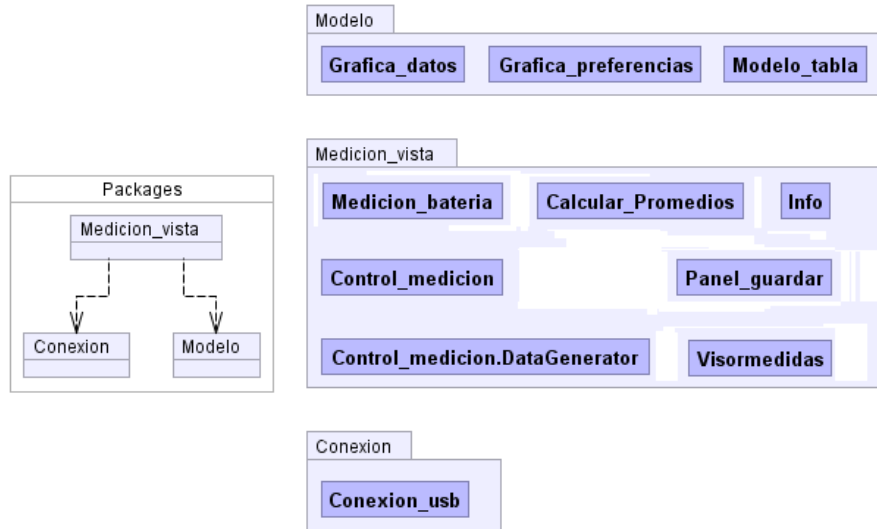 Modelo
Grafica_datos Grafica_preferencias Modelo_tabla
Medicion_vista
Medicion_bateria Calcular_Promedios Info
Control_medicion Panel_guardar
Control_medicion.DataGenerator Visormedidas
Packages
Medicion_vista
Conexion Modelo
Conexion
Conexion_usb